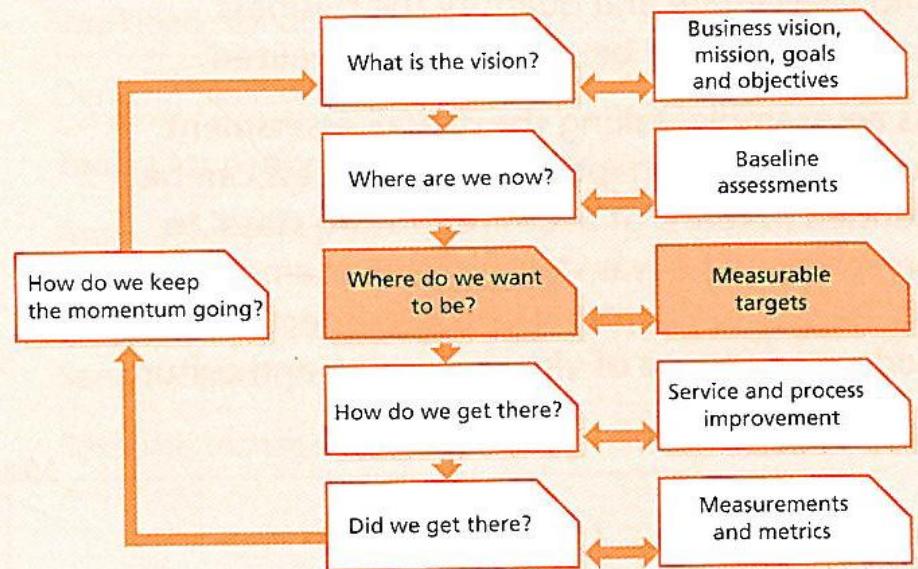 What is the vision?
Business vision,
mission, goals
and objectives
Where are we now?
Baseline
assessments
How do we keep
the momentum going?
Where do we want
to be?
Measurable
targets
How do we get there?
Service and process
improvement
Did we get there?
Measurements
and metrics